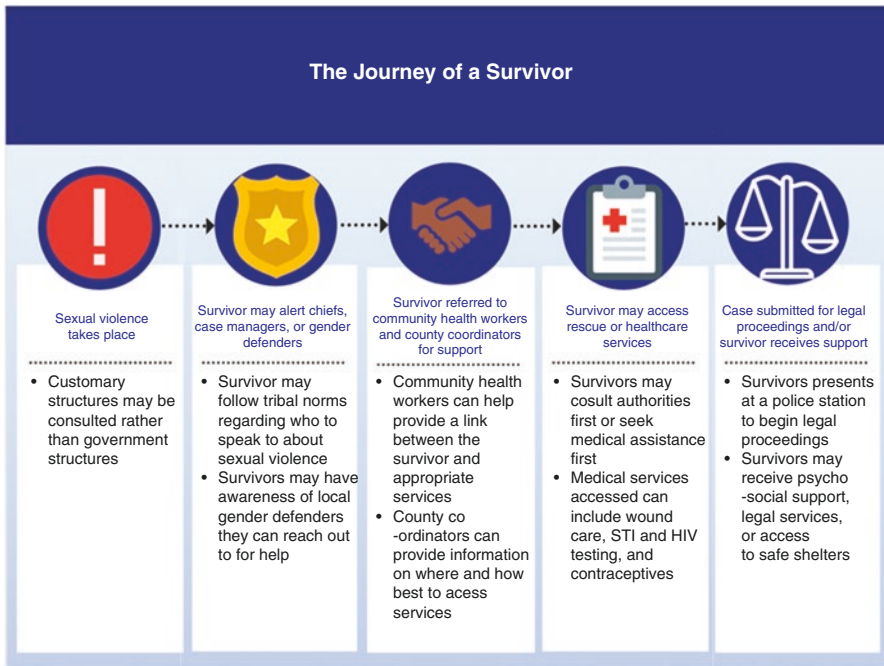 The Journey of a Survivor
Sexual violence
takes place
• Customary
structures may be
consulted rather
than government
structures
Survivor may alert chiefs,
case managers, or gender
defenders
• Survivor may
follow tribal norms
regarding who to
speak to about
sexual violence
• Survivors may have
awareness of local
gender defenders
they can reach out
to for help
Survivor referred to
community health workers
and county coordinators
for support
• Community health
workers can help
provide a link
between the
survivor and
appropriate
services
• County co
-ordinators can
provide information
on where and how
best to acess
services
Survivor may access
rescue or healthcare
services
• Survivors may
cosult authorities
first or seek
medical assistance
first
• Medical services
accessed can
include wound
care, STI and HIV
testing, and
contraceptives
Case submitted for legal
proceedings and/or
survivor receives support
• Survivors presents
at a police station
to begin legal
proceedings
• Survivors may
receive psycho
-social support,
legal services,
or access
to safe shelters